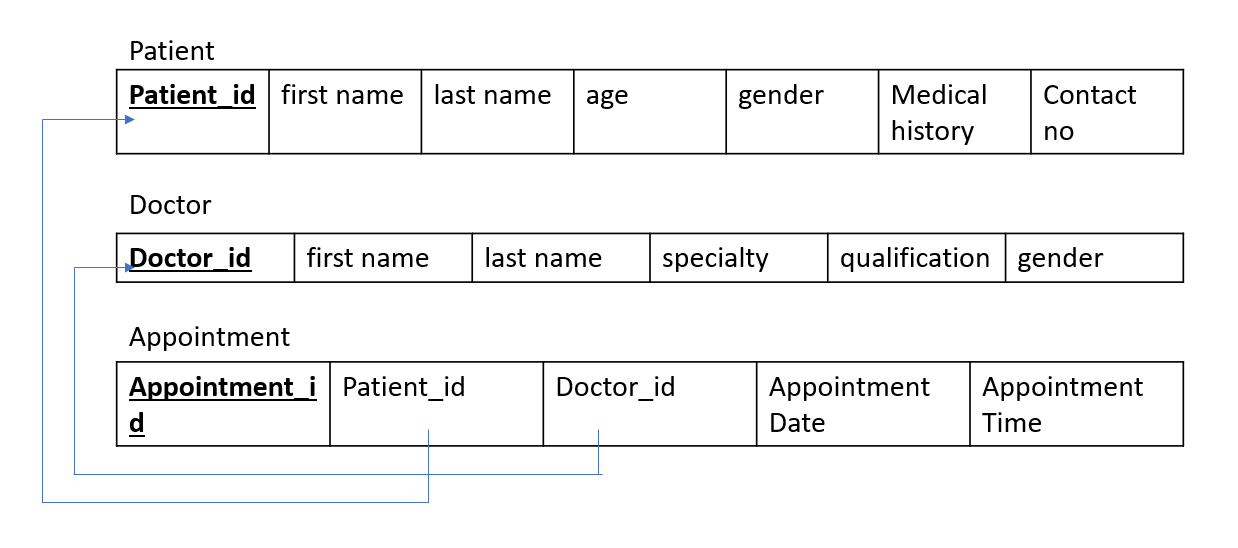 Patient
Patient_id first name last name age gender Medical history Contact no
Doctor
Doctor_id first name last name specialty qualification gender
Appointment
Appointment_id Patient_id Doctor_id Appointment Date Appointment Time